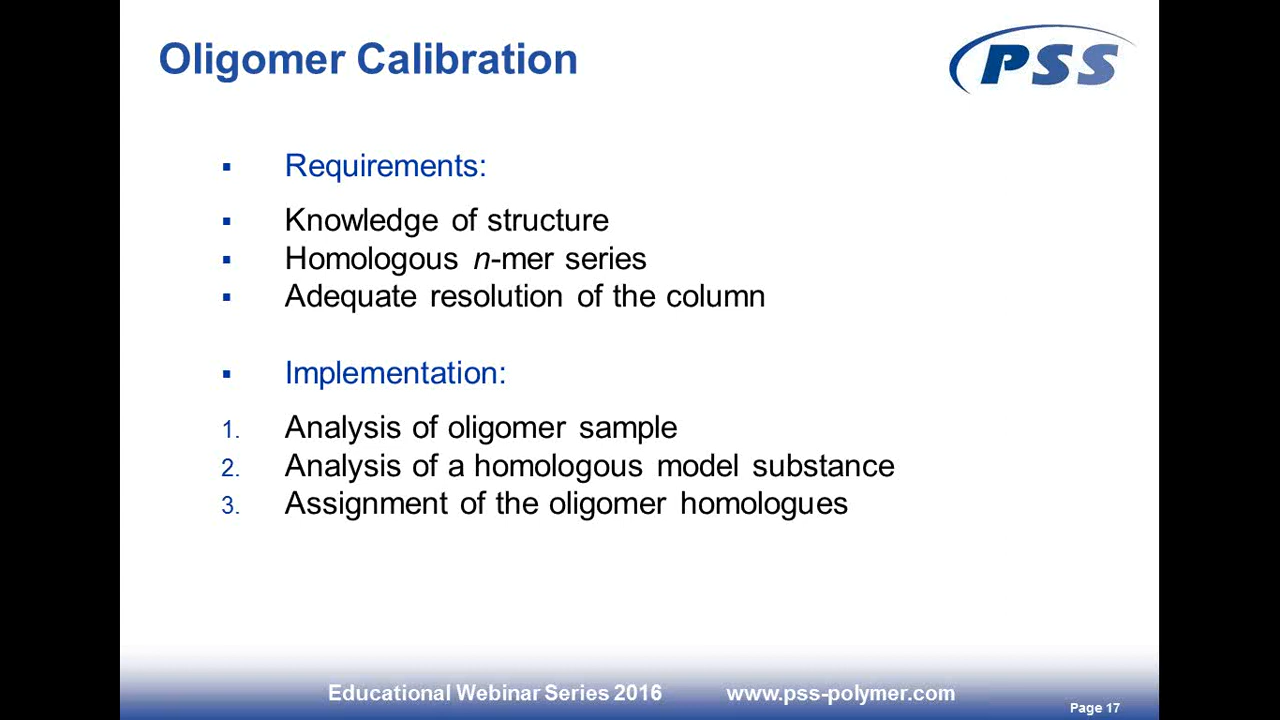 Oligomer Calibration
PSS
▪ Requirements:
▪ Knowledge of structure
▪ Homologous n-mer series
▪ Adequate resolution of the column
▪ Implementation:
1. Analysis of oligomer sample
2. Analysis of a homologous model substance
3. Assignment of the oligomer homologues
Educational Webinar Series 2016 www.pss-polymer.com
Page 17